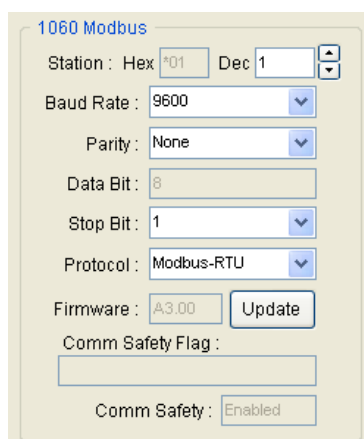 1060 Modbus
Station : Hex *01 Dec 1
Baud Rate : 9600
Parity : None
Data Bit : 8
Stop Bit : 1
Protocol : Modbus-RTU
Firmware : A3.00 Update
Comm Safety Flag :
Comm Safety : Enabled